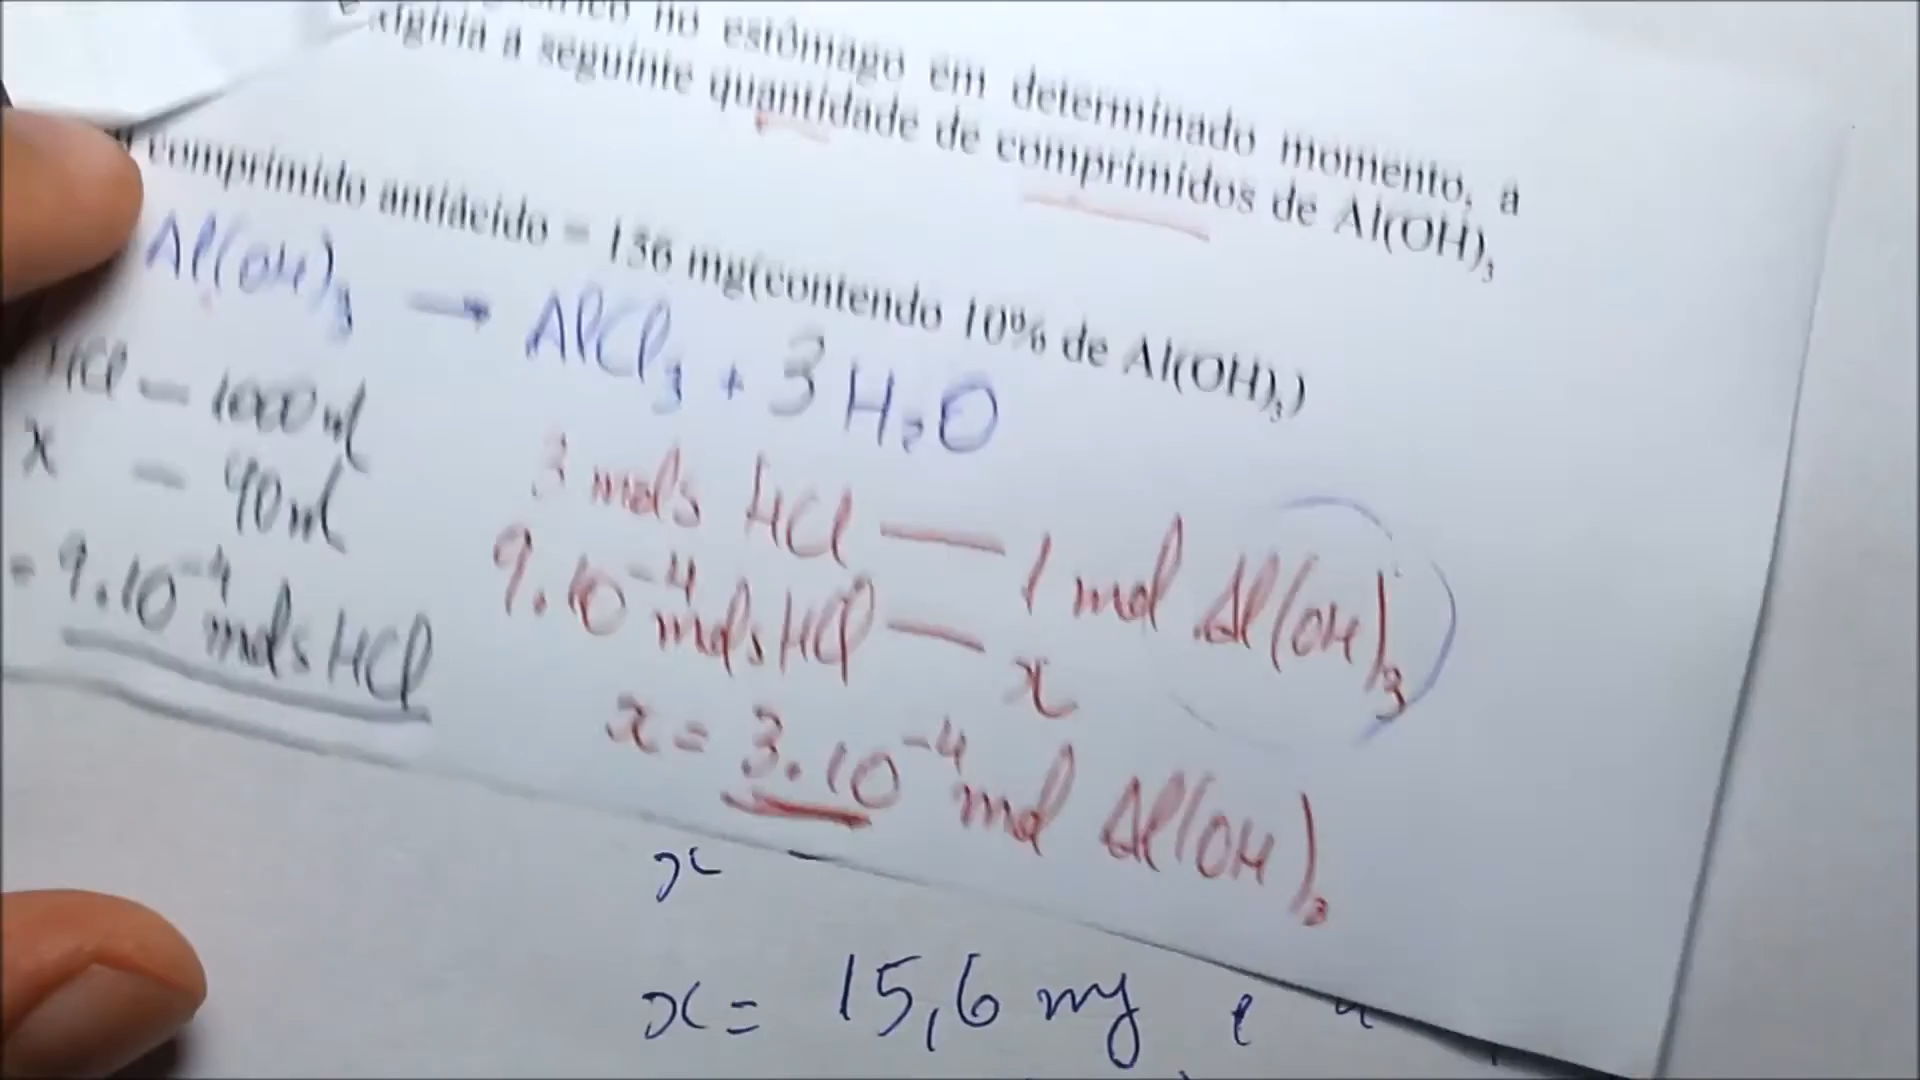 no estômago em determinado momento, a
a seguinte quantidade de comprimidos de Al(OH)₃
comprimido antiácido = 156 mg(contendo 10% de Al(OH)₃)
Al(OH)₃ → AlCl₃ + 3 H₂O
HCl — 1000 ml
x — 40 ml
= 9.10⁻⁴ mols HCl
3 mols HCl — 1 mol Al(OH)₃
9.10⁻⁴ mols HCl — x
x = 3.10⁻⁴ mol Al(OH)₃
x -
x = 15,6 mg